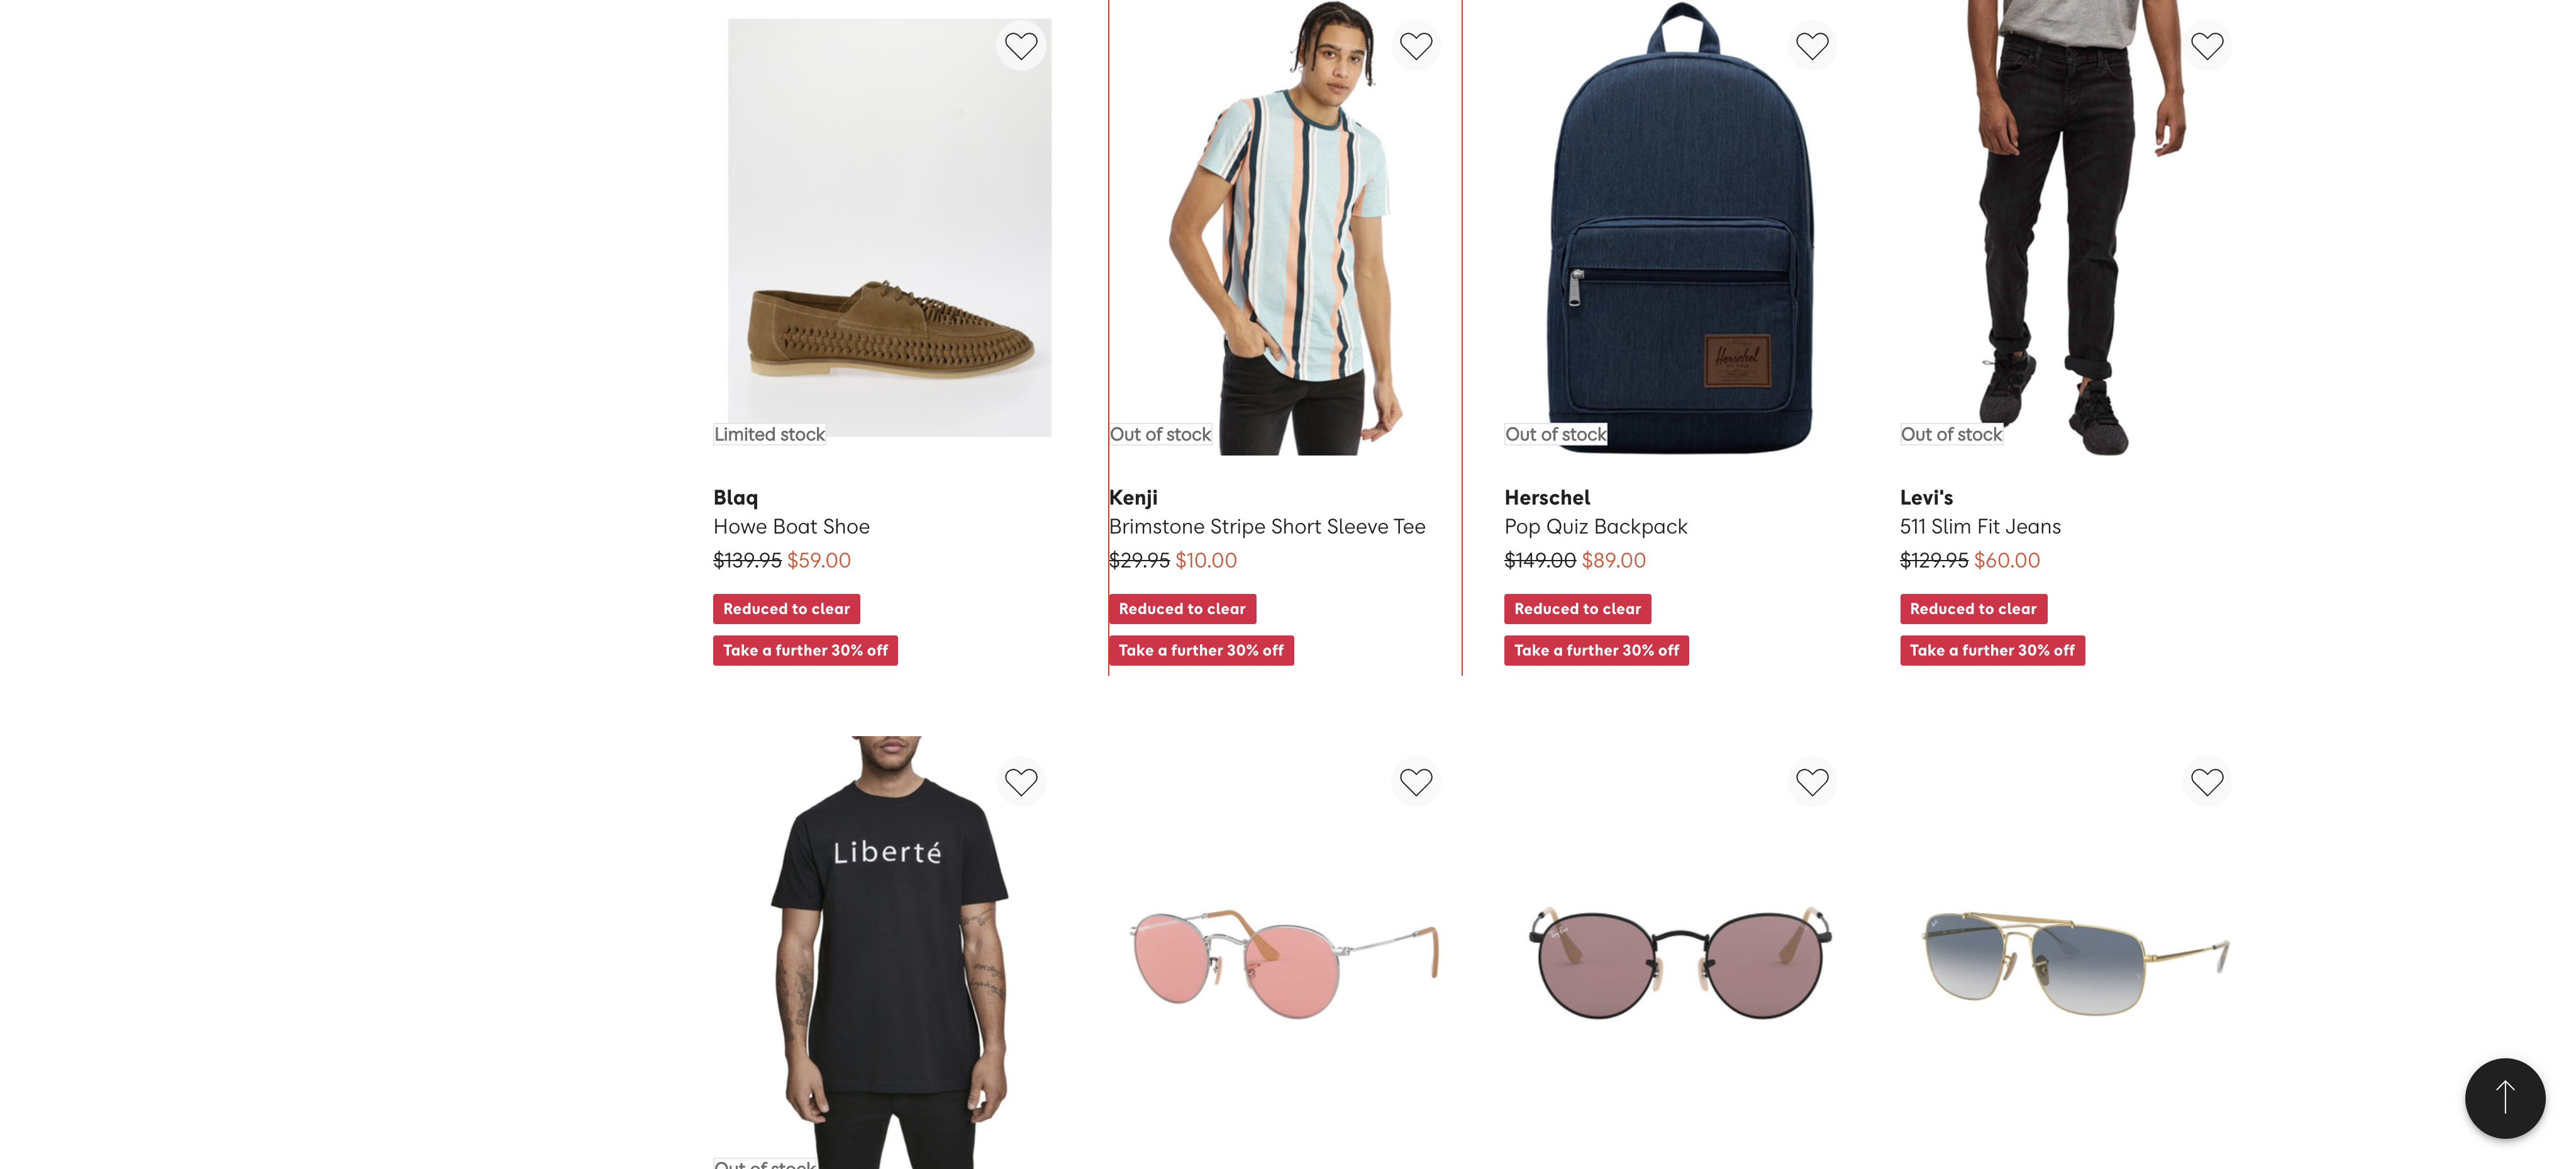 Limited stock
Out of stock
Herschel
Out of stock
Out of stock
Blaq
Kenji
Herschel
Levi's
Howe Boat Shoe
Brimstone Stripe Short Sleeve Tee
Pop Quiz Backpack
511 Slim Fit Jeans
$139.95 $59.00
$29.95 $10.00
$149.00 $89.00
$129.95 $60.00
Reduced to clear
Reduced to clear
Reduced to clear
Reduced to clear
Take a further 30% off
Take a further 30% off
Take a further 30% off
Take a further 30% off
Liberté
Ray-Ban
Out of stock